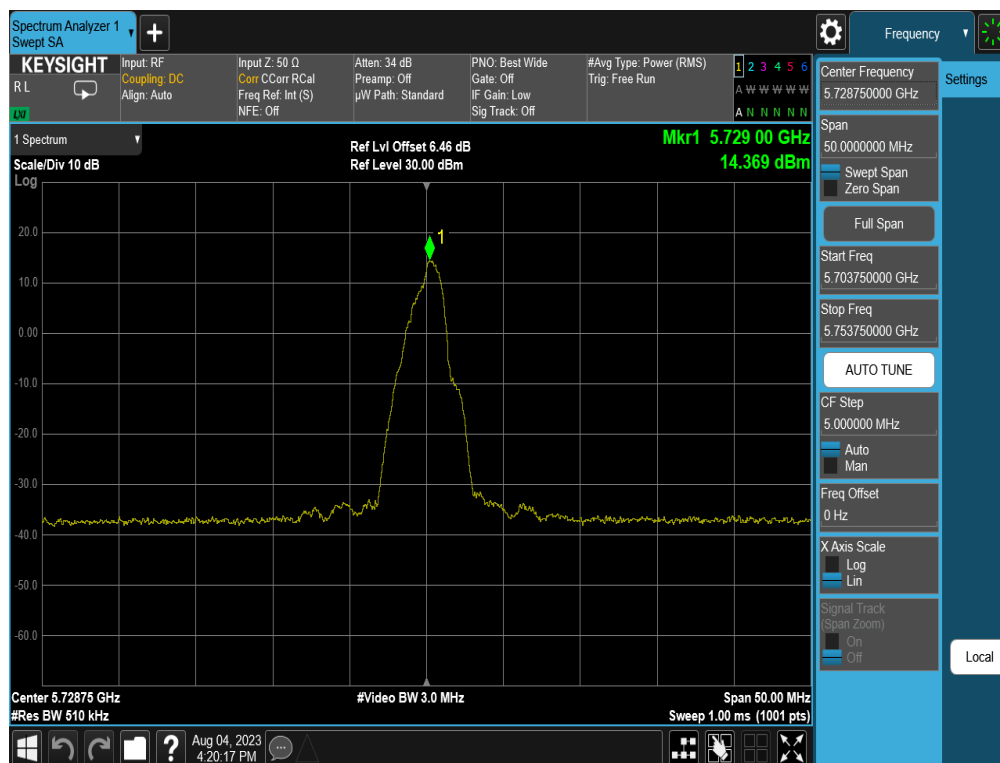 Spectrum Analyzer 1
Swept SA
Frequency
KEYSIGHT
R L
LXI
Input: RF
Coupling: DC
Align: Auto
Input Z: 50 Ω
Corr CCorr RCal
Freq Ref: Int (S)
NFE: Off
Atten: 34 dB
Preamp: Off
µW Path: Standard
PNO: Best Wide
Gate: Off
IF Gain: Low
Sig Track: Off
#Avg Type: Power (RMS)
Trig: Free Run
1 2 3 4 5 6
A W W W W W
A N N N N N
1 Spectrum
Scale/Div 10 dB
Log
Ref Lvl Offset 6.46 dB
Ref Level 30.00 dBm
Mkr1 5.729 00 GHz
14.369 dBm
1
20.0
10.0
0.00
-10.0
-20.0
-30.0
-40.0
-50.0
-60.0
Center 5.72875 GHz
#Res BW 510 kHz
#Video BW 3.0 MHz
Span 50.00 MHz
Sweep 1.00 ms (1001 pts)
Center Frequency
5.728750000 GHz
Settings
Span
50.0000000 MHz
Swept Span
Zero Span
Full Span
Start Freq
5.703750000 GHz
Stop Freq
5.753750000 GHz
AUTO TUNE
CF Step
5.000000 MHz
Auto
Man
Freq Offset
0 Hz
X Axis Scale
Log
Lin
Signal Track
(Span Zoom)
On
Off
Local
?
Aug 04, 2023
4:20:17 PM